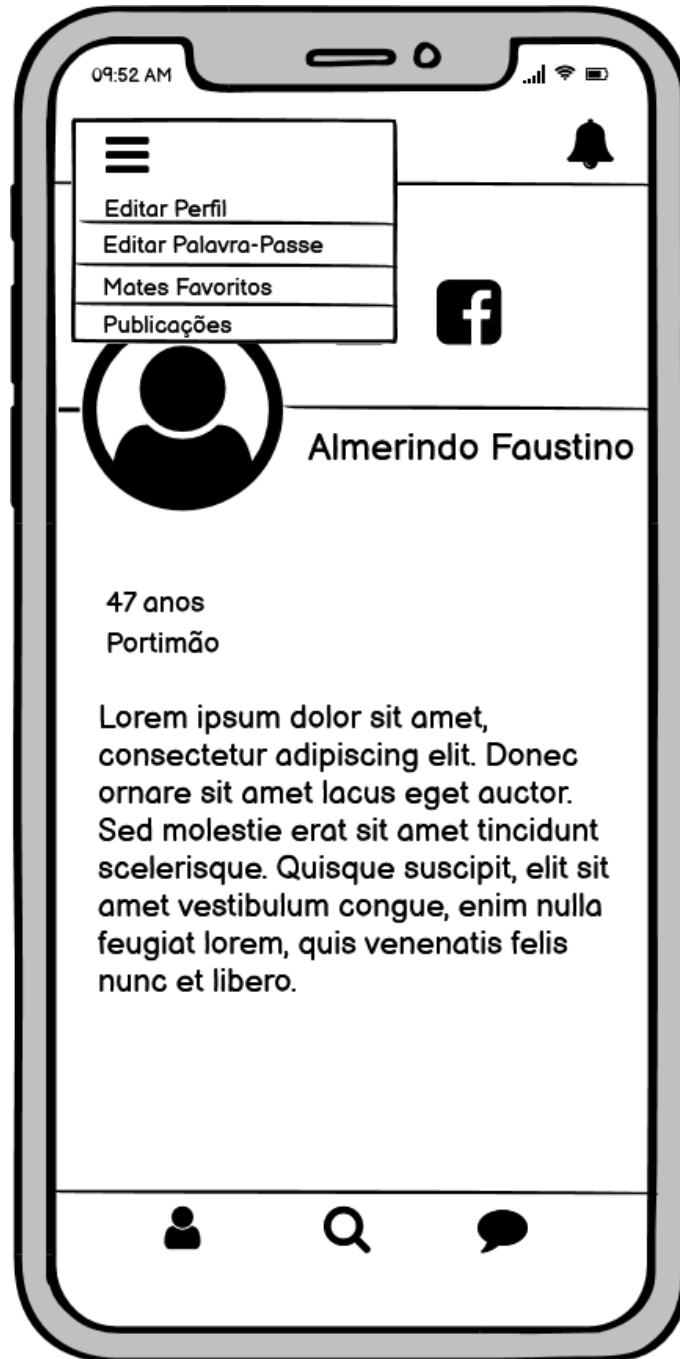 09:52 AM
Editar Perfil
Editar Palavra-Passe
Mates Favoritos
Publicações
Almerindo Faustino
47 anos
Portimão
Lorem ipsum dolor sit amet,
consectetur adipiscing elit. Donec
ornare sit amet lacus eget auctor.
Sed molestie erat sit amet tincidunt
scelerisque. Quisque suscipit, elit sit
amet vestibulum congue, enim nulla
feugiat lorem, quis venenatis felis
nunc et libero.